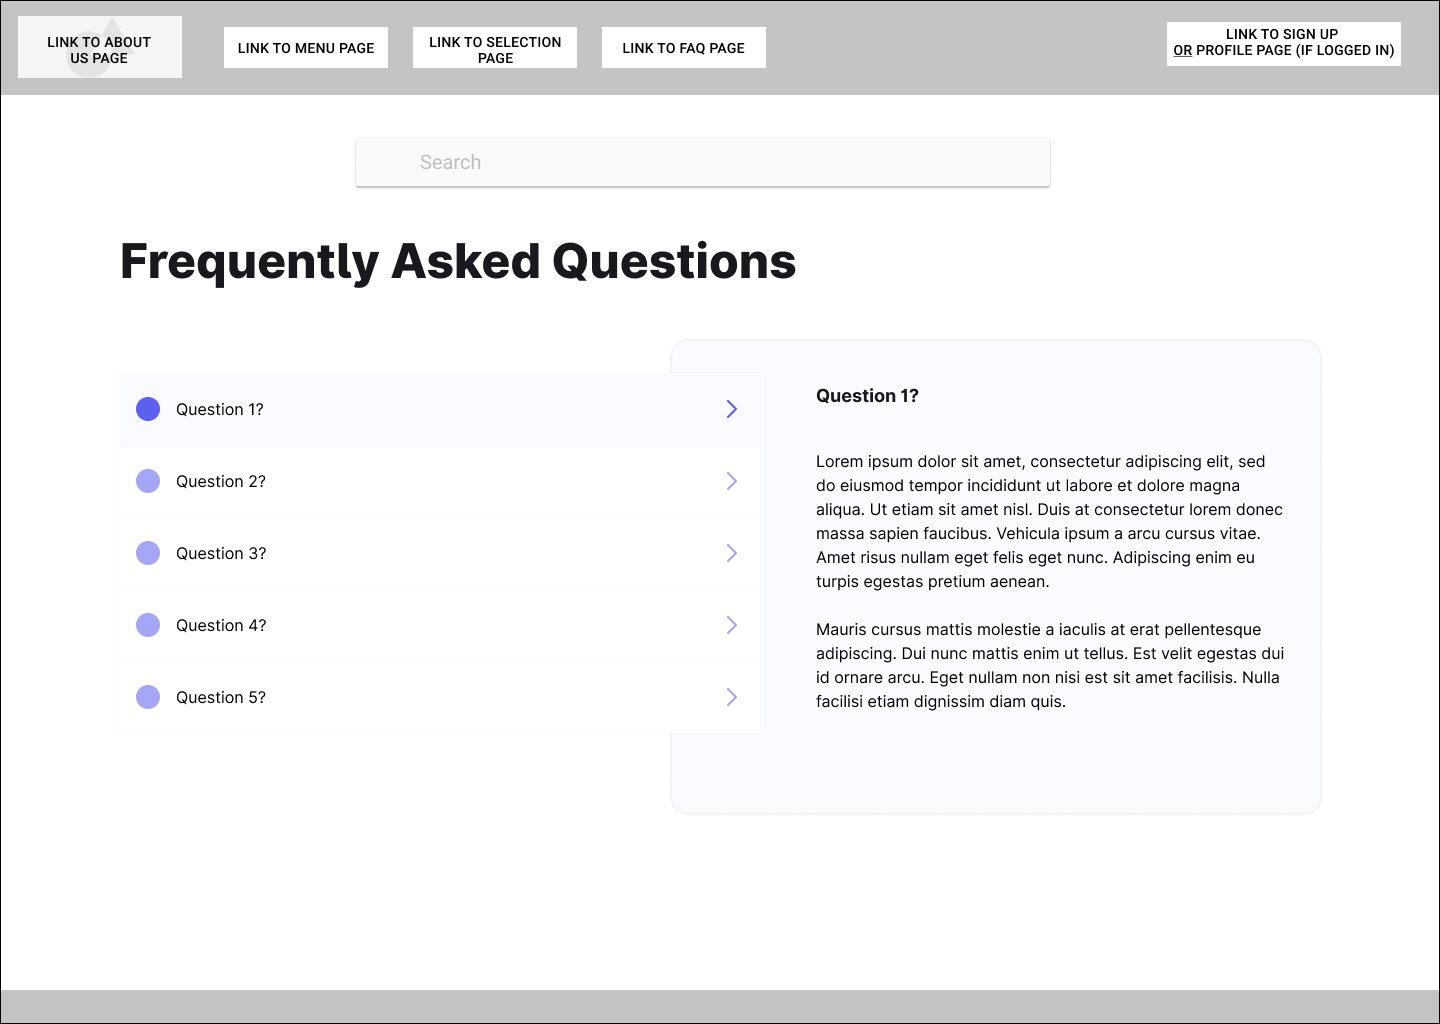 LINK TO ABOUT
US PAGE
LINK TO MENU PAGE
LINK TO SELECTION
PAGE
LINK TO FAQ PAGE
LINK TO SIGN UP
OR PROFILE PAGE (IF LOGGED IN)
Search
Frequently Asked Questions
Question 1?
Question 2?
Question 3?
Question 4?
Question 5?
Question 1?
Lorem ipsum dolor sit amet, consectetur adipiscing elit, sed
do eiusmod tempor incididunt ut labore et dolore magna
aliqua. Ut etiam sit amet nisl. Duis at consectetur lorem donec
massa sapien faucibus. Vehicula ipsum a arcu cursus vitae.
Amet risus nullam eget felis eget nunc. Adipiscing enim eu
turpis egestas pretium aenean.
Mauris cursus mattis molestie a iaculis at erat pellentesque
adipiscing. Dui nunc mattis enim ut tellus. Est velit egestas dui
id ornare arcu. Eget nullam non nisi est sit amet facilisis. Nulla
facilisi etiam dignissim diam quis.